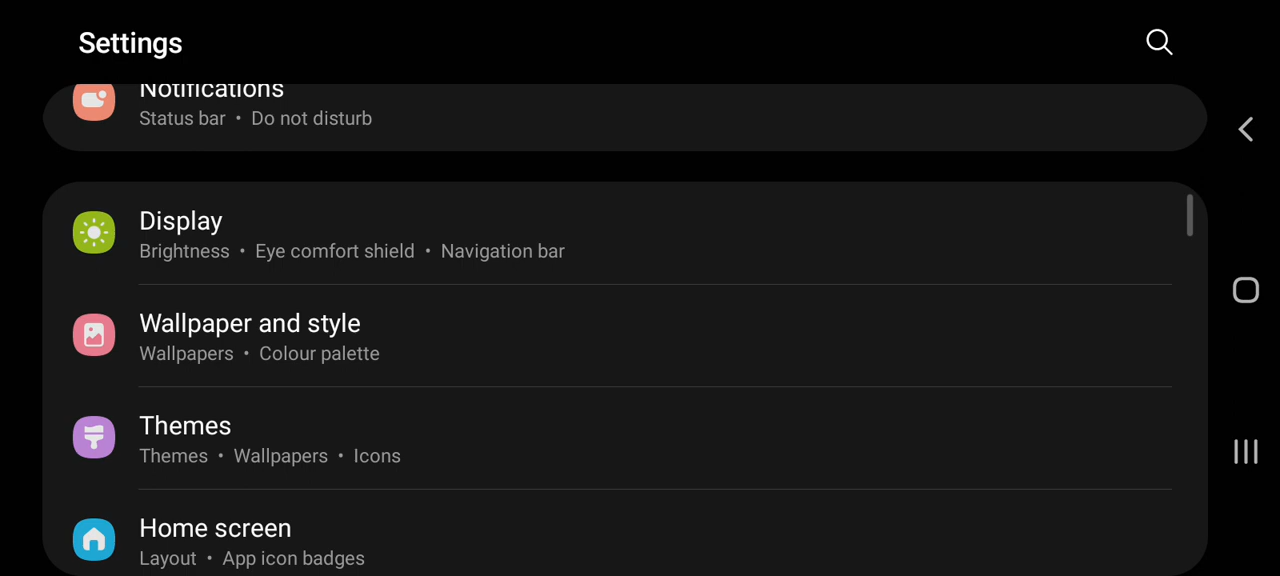 Settings
Notifications
Status bar • Do not disturb
Display
Brightness • Eye comfort shield • Navigation bar
Wallpaper and style
Wallpapers • Colour palette
Themes
Themes • Wallpapers • Icons
Home screen
Layout • App icon badges